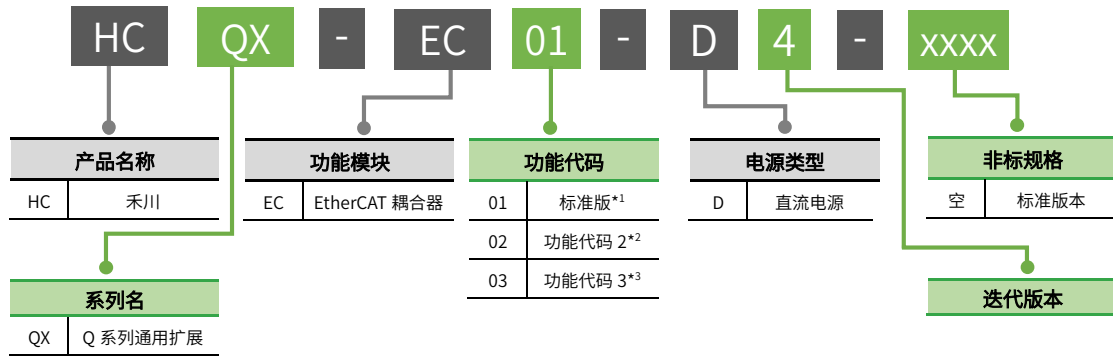 HC QX - EC 01 - D 4 - xxxx
产品名称
HC 禾川
系列名
QX Q 系列通用扩展
功能模块
EC EtherCAT 耦合器
功能代码
01 标准版*1
02 功能代码 2*2
03 功能代码 3*3
电源类型
D 直流电源
非标规格
空 标准版本
迭代版本